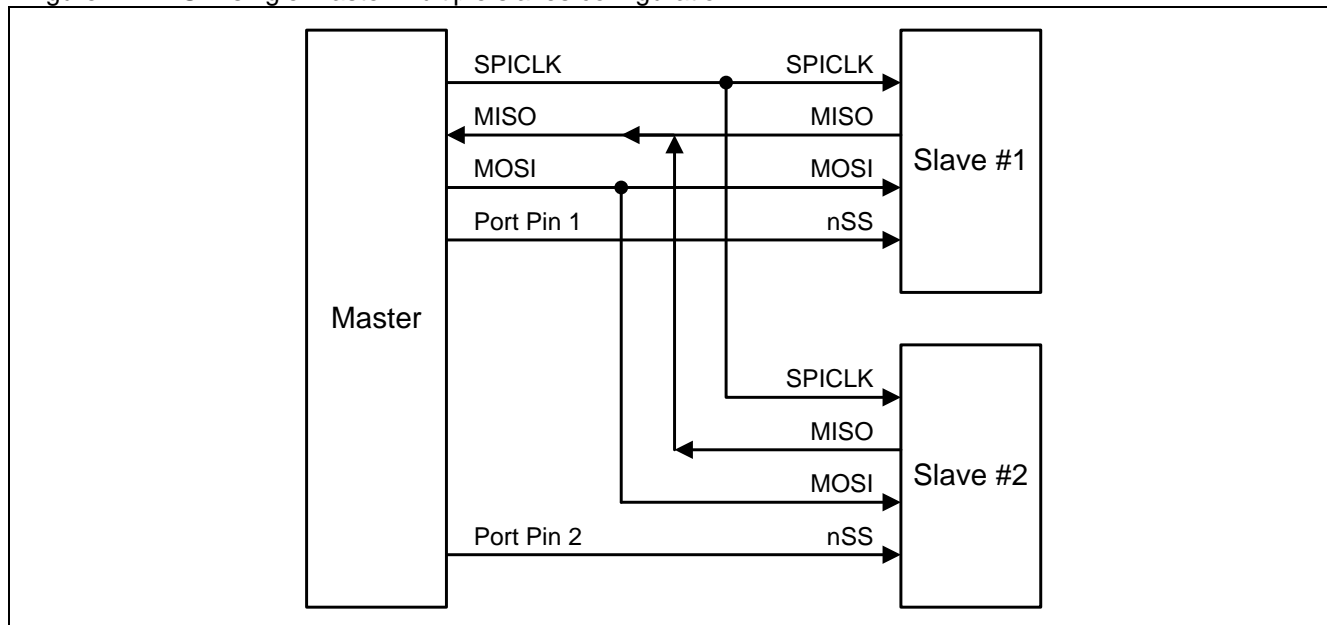 SPICLK SPICLK
MISO MISO
MOSI MOSI
Port Pin 1 nSS
Slave #1
Master
SPICLK
MISO
MOSI
Slave #2
Port Pin 2 nSS